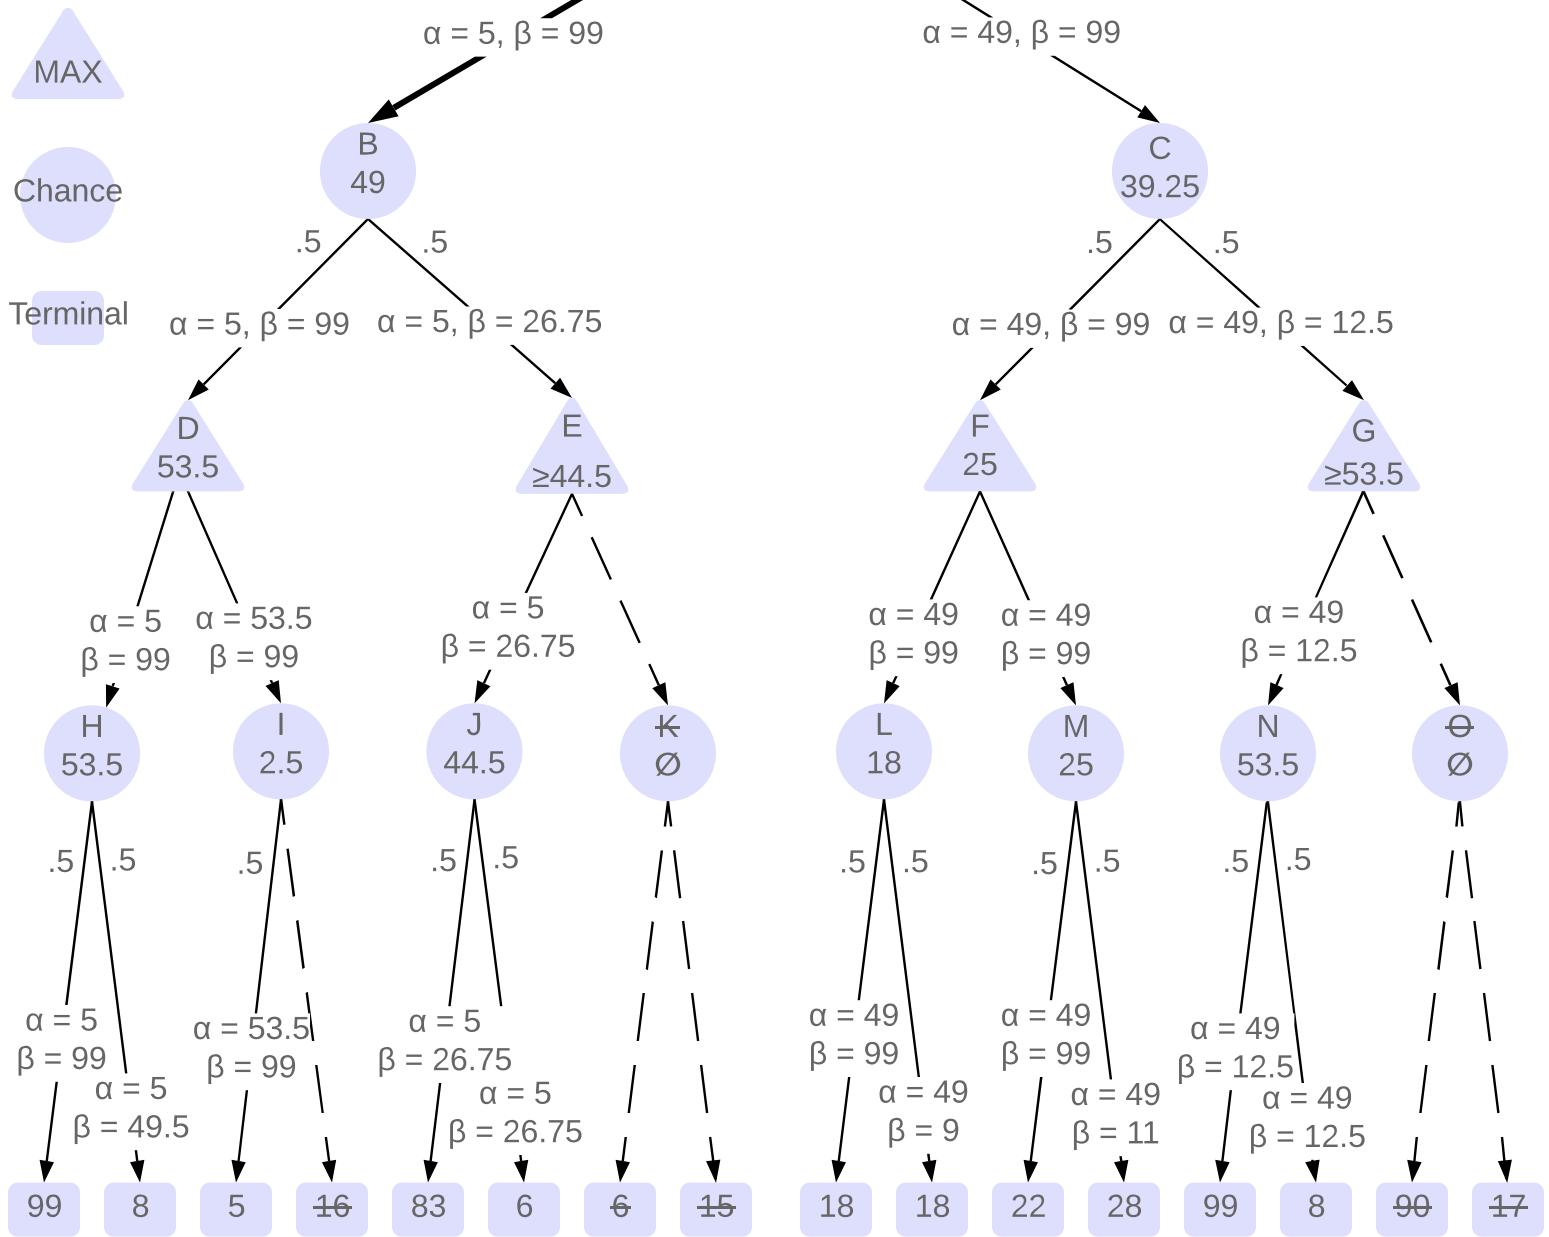 MAX
Chance
Terminal
α = 5, β = 99
α = 49, β = 99
B
49
C
39.25
.5
.5
.5
.5
α = 5, β = 99
α = 5, β = 26.75
α = 49, β = 99
α = 49, β = 12.5
D
53.5
E
≥44.5
F
25
G
≥53.5
α = 5
β = 99
α = 53.5
β = 99
α = 5
β = 26.75
α = 49
β = 99
α = 49
β = 99
α = 49
β = 12.5
H
53.5
I
2.5
J
44.5
K
Ø
L
18
M
25
N
53.5
O
Ø
.5
.5
.5
.5
.5
.5
.5
.5
.5
.5
.5
α = 5
β = 99
α = 5
β = 49.5
α = 53.5
β = 99
α = 5
β = 26.75
α = 5
β = 26.75
α = 49
β = 99
α = 49
β = 9
α = 49
β = 99
α = 49
β = 11
α = 49
β = 12.5
α = 49
β = 12.5
99
8
5
16
83
6
6
15
18
18
22
28
99
8
90
17